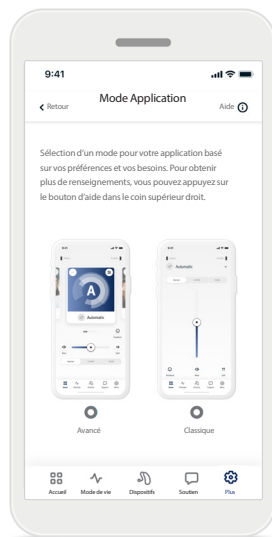 9:41
Retour
Mode Application
Aide
Sélection d'un mode pour votre application basé
sur vos préférences et vos besoins. Pour obtenir
plus de renseignements, vous pouvez appuyez sur
le bouton d'aide dans le coin supérieur droit.
A
Automatic
Automatic
Avancé
Classique
Accueil
Mode de vie
Dispositifs
Soutien
Plus